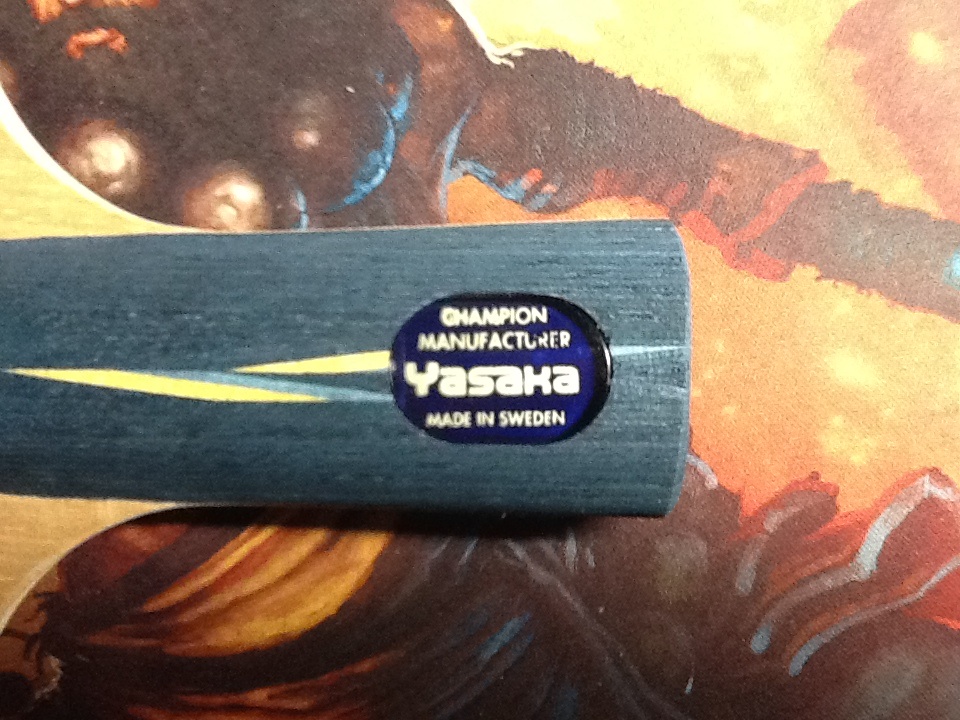 CHAMPION
MANUFACTURER
Yasaka
MADE IN SWEDEN